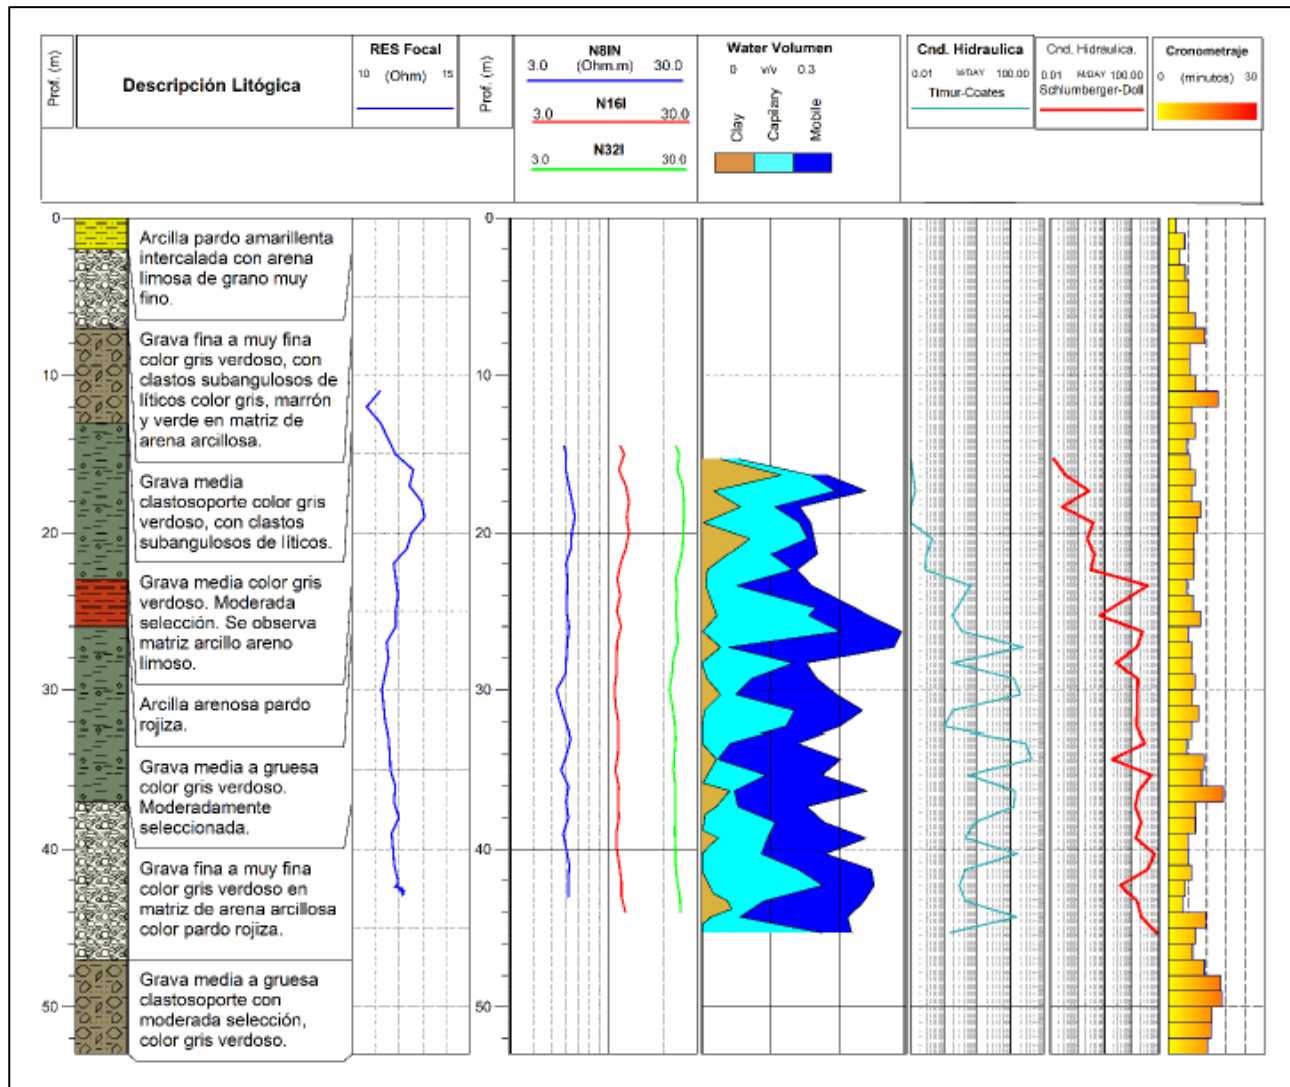 Prof. (m)
Descripción Litógica
RES Focal
10 (Ohm) 15
Prof. (m)
N8IN
3.0 (Ohm.m) 30.0
N16I
3.0 30.0
N32I
3.0 30.0
Water Volumen
0 v/v 0.3
Clay
Capilary
Mobile
Cnd. Hidraulica
0.01 M/DAY 100.00
Timur-Coates
Cnd. Hidraulica.
0.01 M/DAY 100.00
Schlumberger-Doll
Cronometraje
0 (minutos) 30
0
10
20
30
40
50
Arcilla pardo amarillenta
intercalada con arena
limosa de grano muy
fino.
Grava fina a muy fina
color gris verdoso, con
clastos subangulosos de
líticos color gris, marrón
y verde en matriz de
arena arcillosa.
Grava media
clastosoporte color gris
verdoso, con clastos
subangulosos de líticos.
Grava media color gris
verdoso. Moderada
selección. Se observa
matriz arcillo areno
limoso.
Arcilla arenosa pardo
rojiza.
Grava media a gruesa
color gris verdoso.
Moderadamente
seleccionada.
Grava fina a muy fina
color gris verdoso en
matriz de arena arcillosa
color pardo rojiza.
Grava media a gruesa
clastosoporte con
moderada selección,
color gris verdoso.
0
10
20
30
40
50